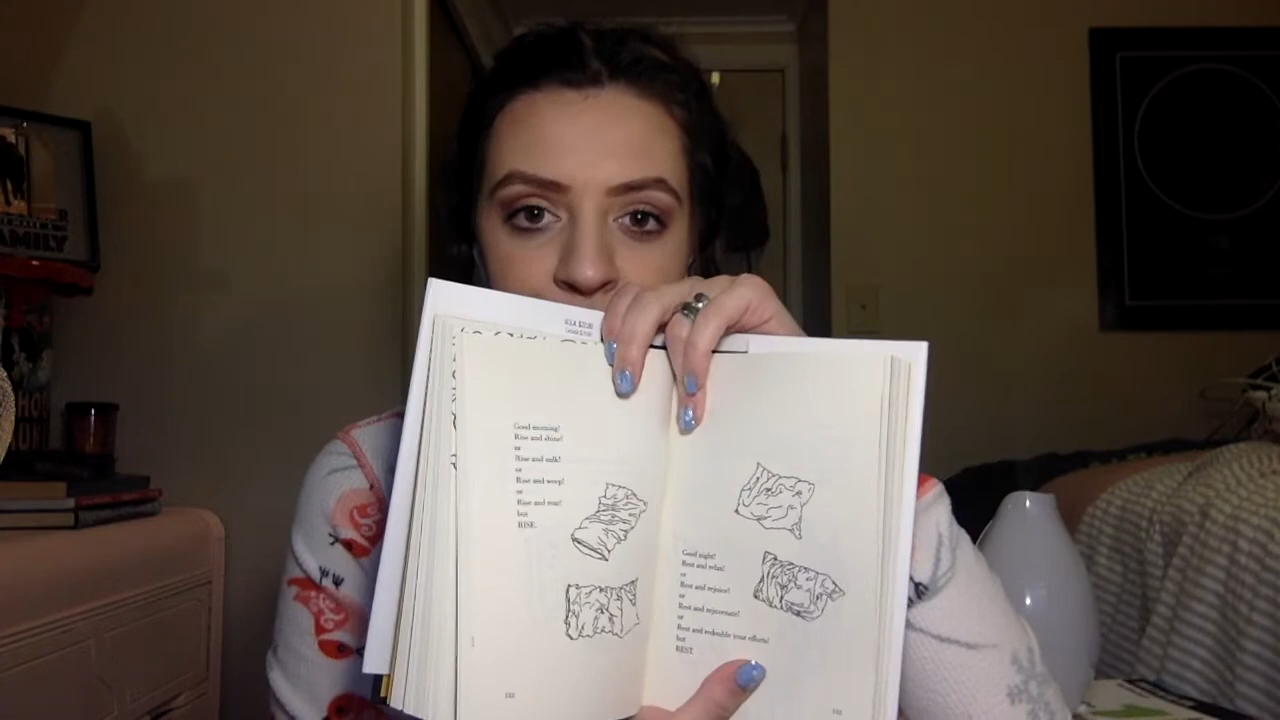 FAMILY
Good morning!
Rise and shine!
or
Rise and sulk!
or
Rise and weep!
or
Rise and roar!
but
RISE.
Good night!
Rest and relax!
or
Rest and rejoice!
or
Rest and rejuvenate!
or
Rest and redouble your efforts!
but
REST.